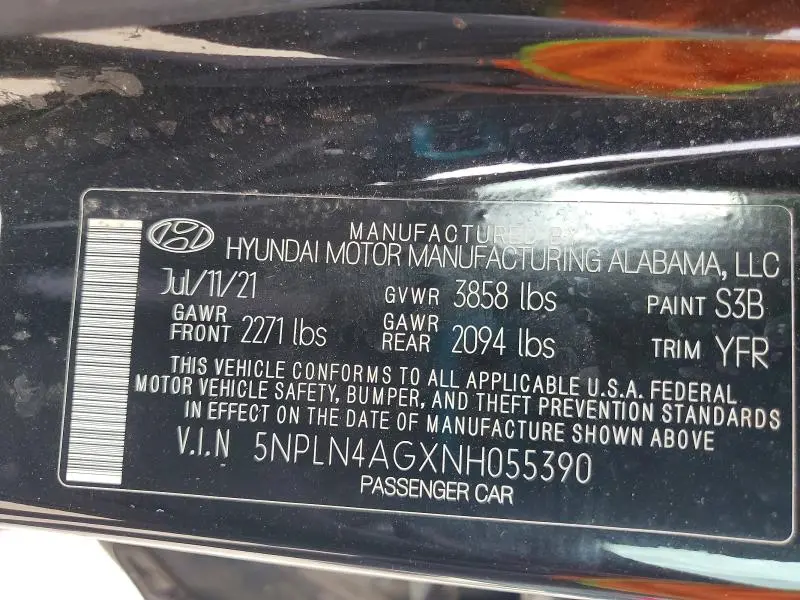 MANUFACTURED BY
HYUNDAI MOTOR MANUFACTURING ALABAMA, LLC
Jul/11/21 GVWR 3858 lbs PAINT S3B
GAWR FRONT 2271 lbs GAWR REAR 2094 lbs TRIM YFR
THIS VEHICLE CONFORMS TO ALL APPLICABLE U.S.A. FEDERAL
MOTOR VEHICLE SAFETY, BUMPER, AND THEFT PREVENTION STANDARDS
IN EFFECT ON THE DATE OF MANUFACTURE SHOWN ABOVE
V.I.N 5NPLN4AGXNH055390
PASSENGER CAR